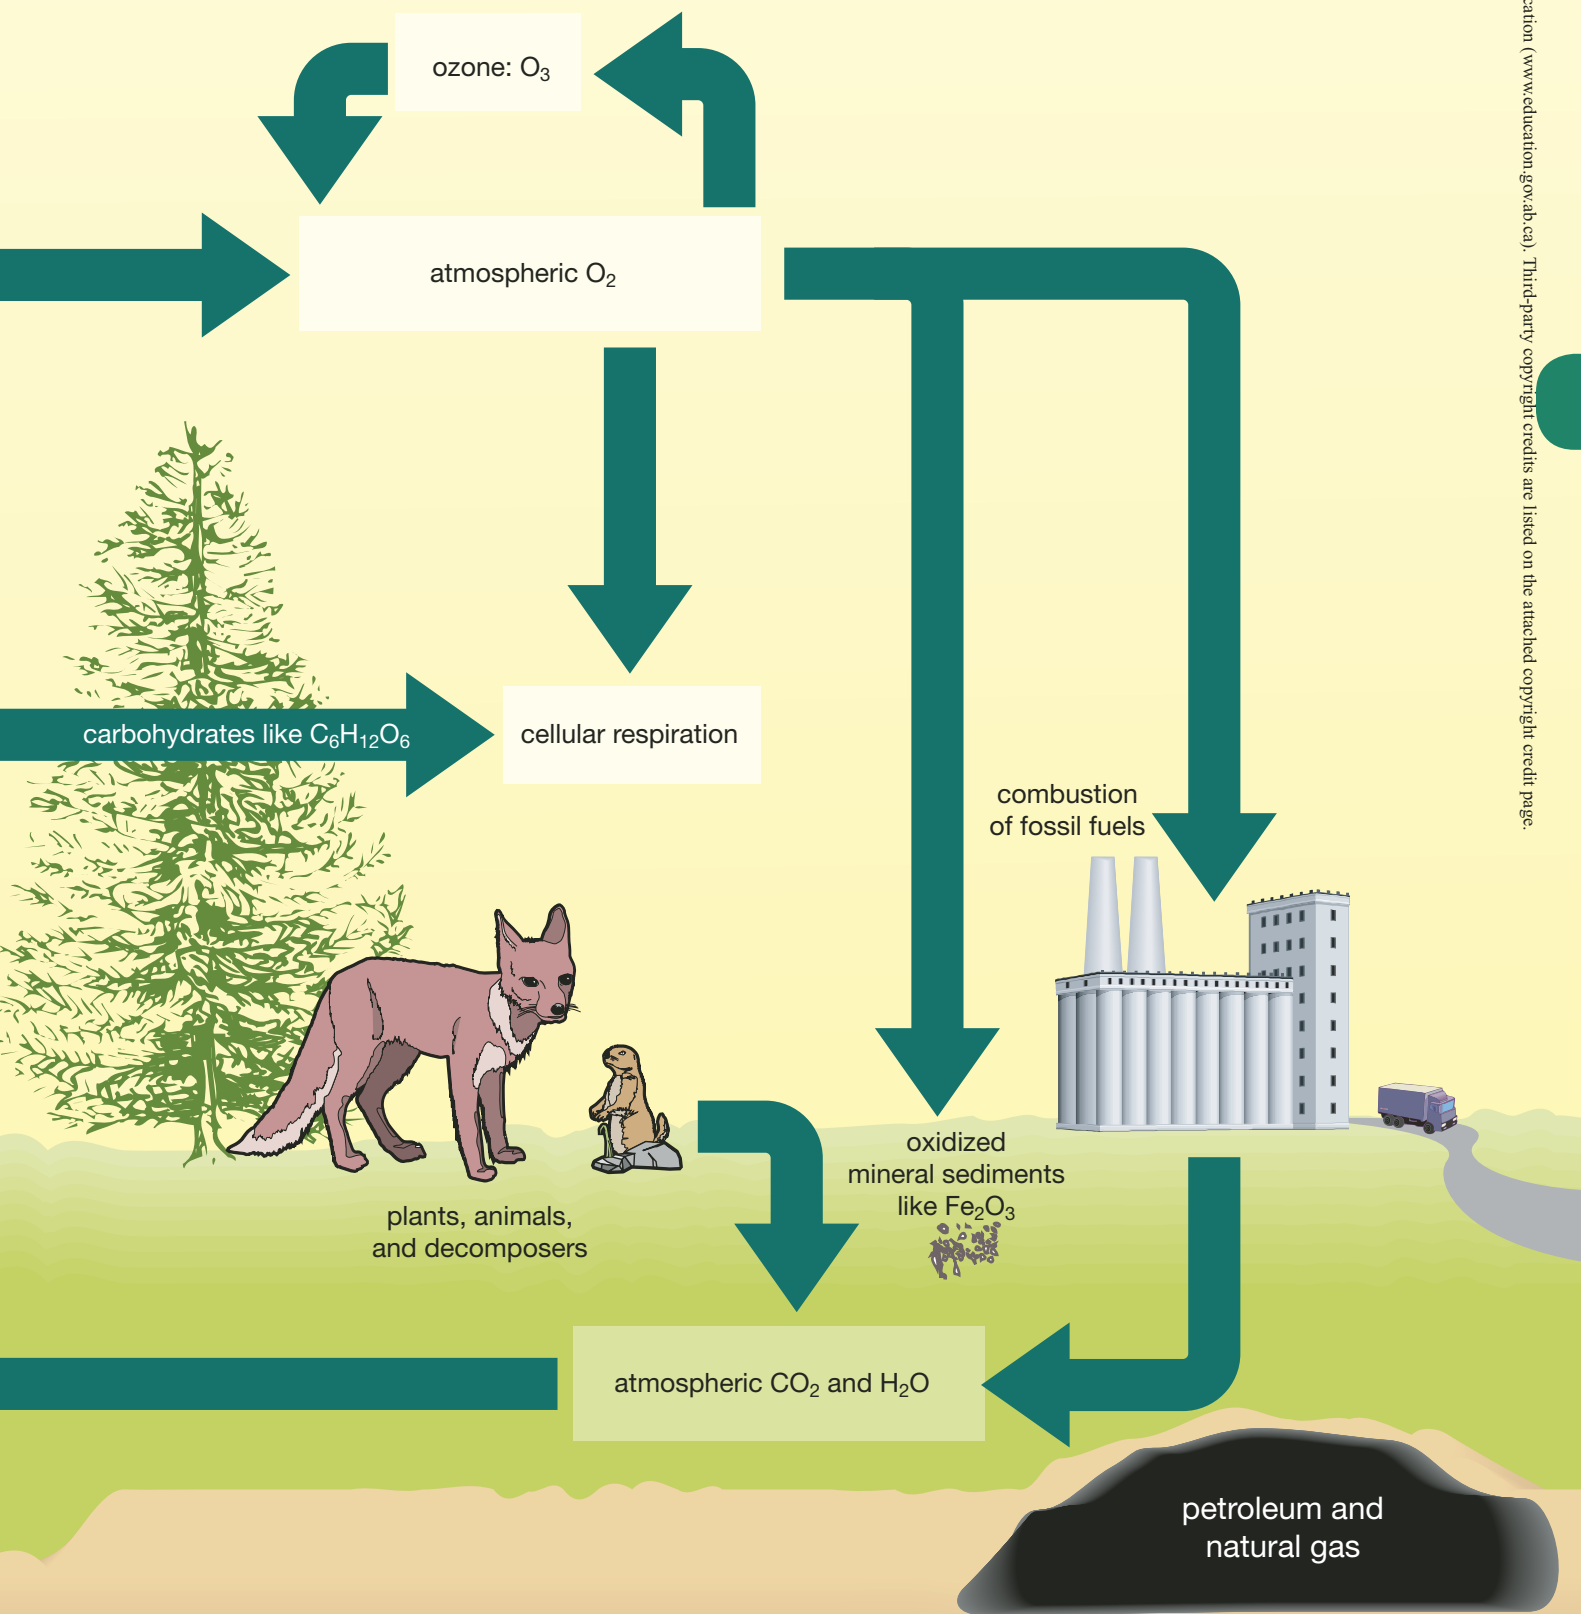 ozone: O₃
atmospheric O₂
carbohydrates like C₆H₁₂O₆
cellular respiration
combustion
of fossil fuels
oxidized
mineral sediments
like Fe₂O₃
plants, animals,
and decomposers
atmospheric CO₂ and H₂O
petroleum and
natural gas
(www.education.gov.ab.ca). Third-party copyright credits are listed on the attached copyright credit page.